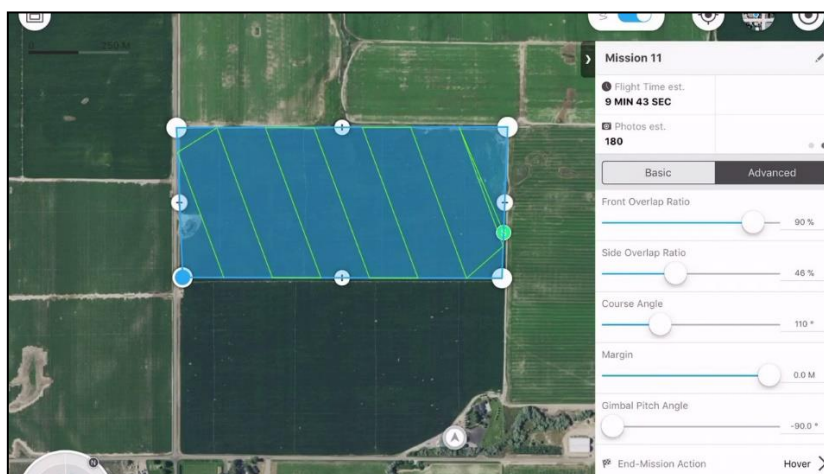 0 250 M
Mission 11
Flight Time est.
9 MIN 43 SEC
Photos est.
180
Basic Advanced
Front Overlap Ratio
90 %
Side Overlap Ratio
46 %
Course Angle
110 °
Margin
0.0 M
Gimbal Pitch Angle
-90.0 °
End-Mission Action Hover
N